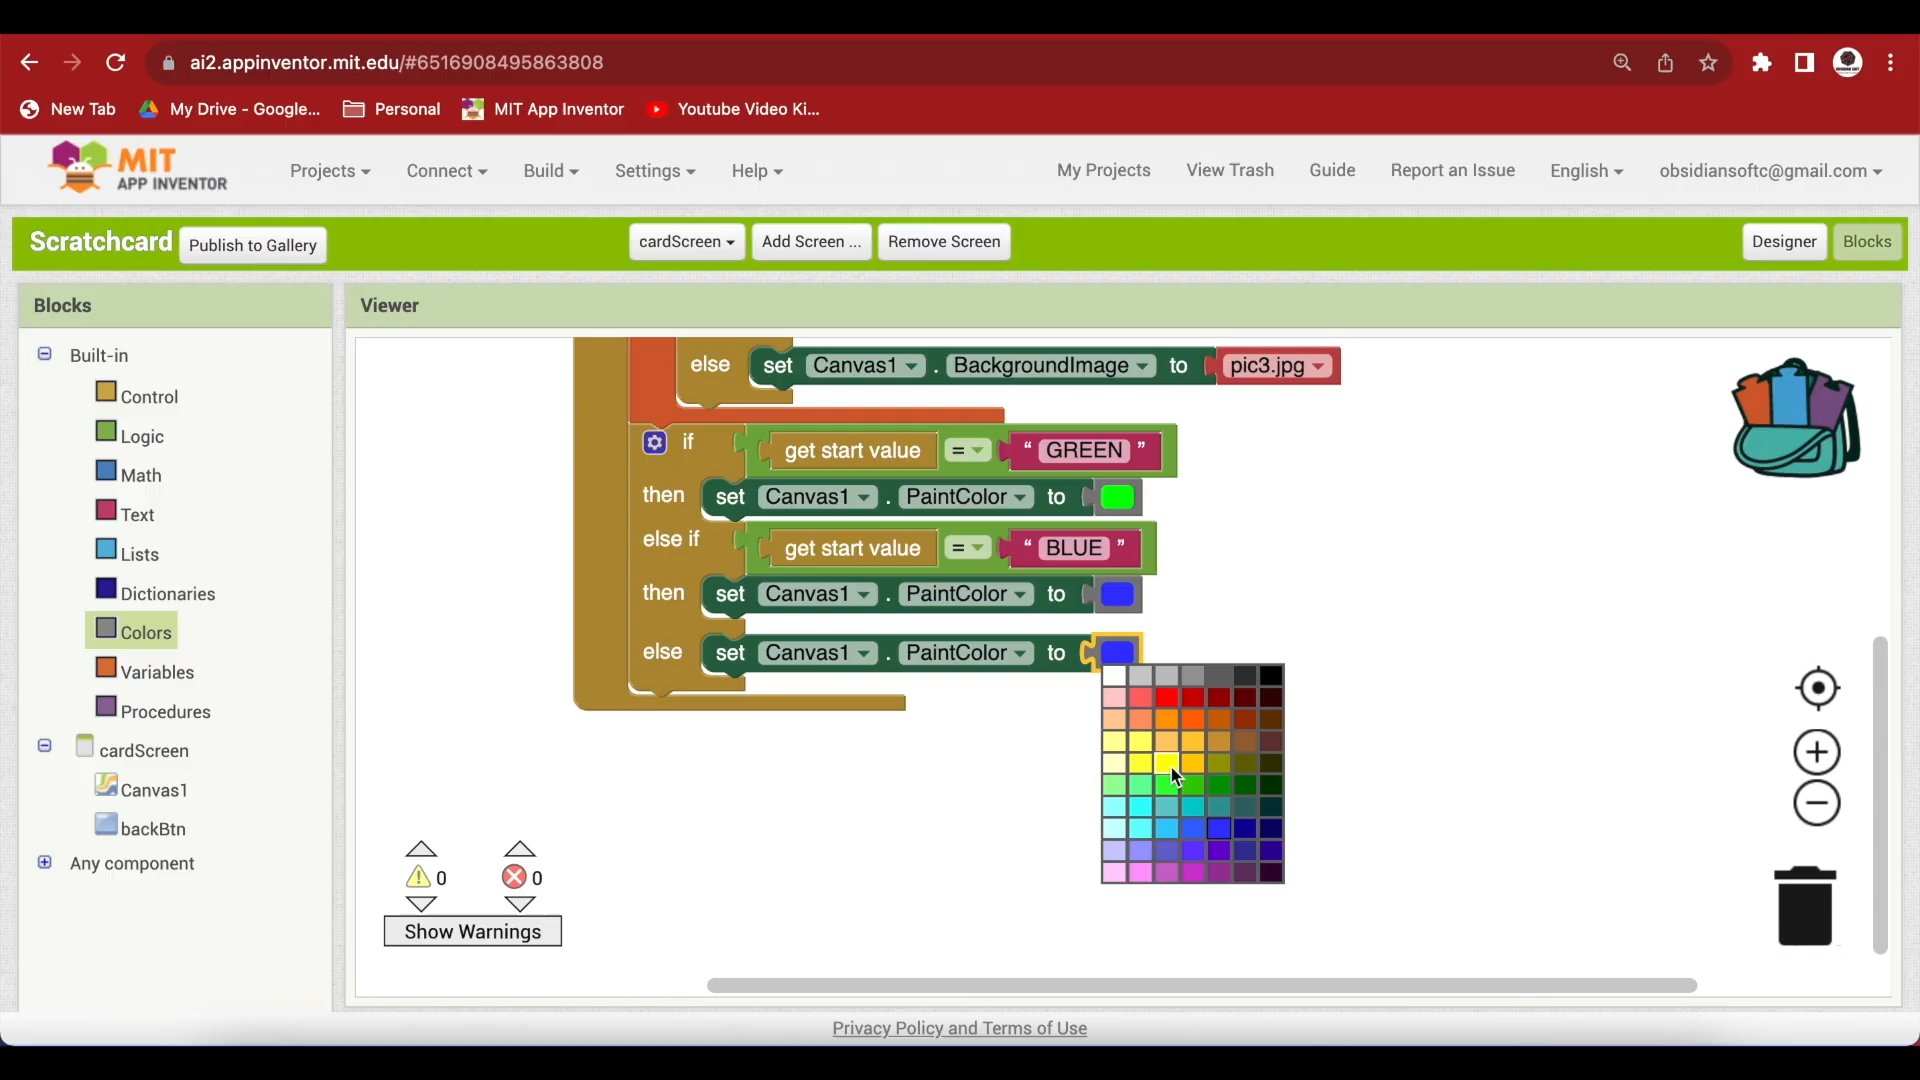 ai2.appinventor.mit.edu/#6516908495863808
New Tab My Drive - Google... Personal MIT App Inventor Youtube Video Ki...
MIT
APP INVENTOR
Projects Connect Build Settings Help My Projects View Trash Guide Report an Issue English obsidiansoftc@gmail.com
Scratchcard Publish to Gallery cardScreen Add Screen ... Remove Screen Designer Blocks
Blocks
Viewer
Built-in
Control
Logic
Math
Text
Lists
Dictionaries
Colors
Variables
Procedures
cardScreen
Canvas1
backBtn
Any component
else set Canvas1 . BackgroundImage to pic3.jpg
if get start value = “ GREEN ”
then set Canvas1 . PaintColor to
else if get start value = “ BLUE ”
then set Canvas1 . PaintColor to
else set Canvas1 . PaintColor to
0 0
Show Warnings
Privacy Policy and Terms of Use